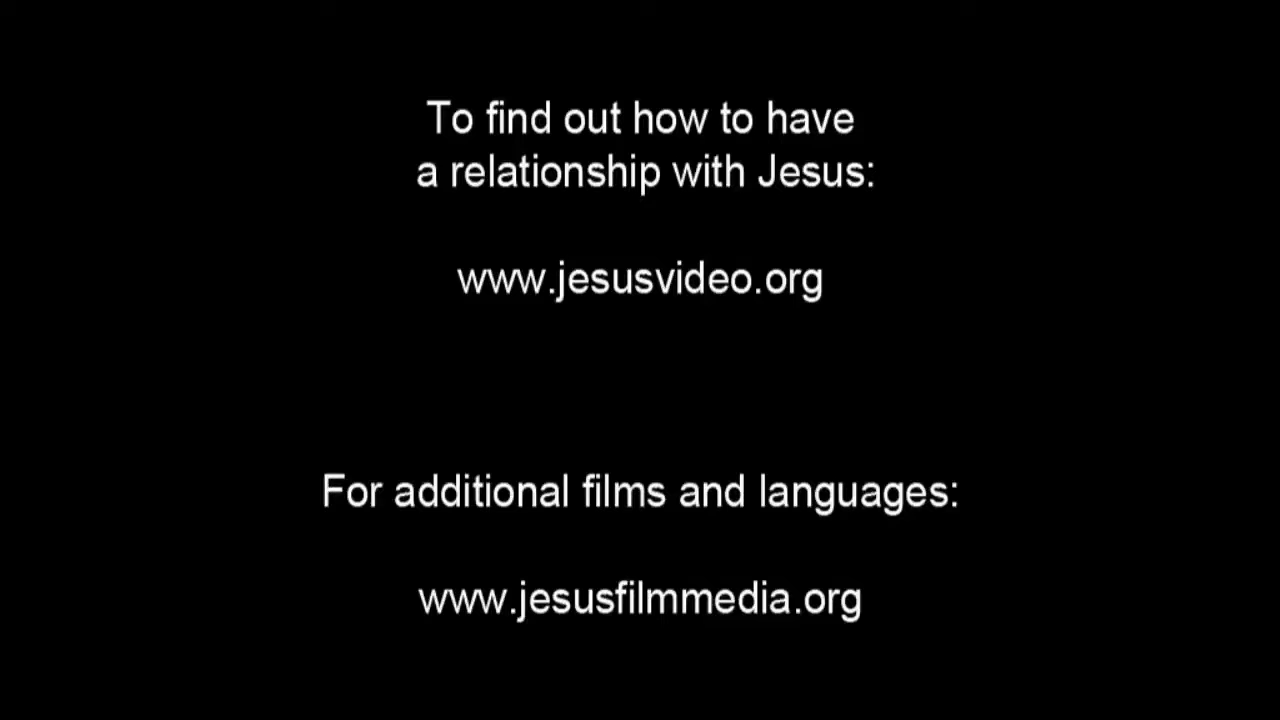 To find out how to have
a relationship with Jesus:
www.jesusvideo.org
For additional films and languages:
www.jesusfilmmedia.org